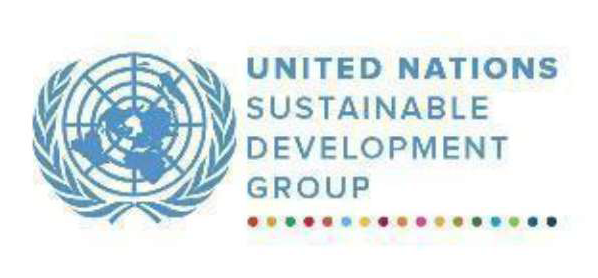 UNITED NATIONS
SUSTAINABLE
DEVELOPMENT
GROUP